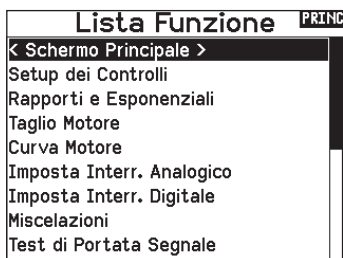 Lista Funzione PRINC
< Schermo Principale >
Setup dei Controlli
Rapporti e Esponenziali
Taglio Motore
Curva Motore
Imposta Interr. Analogico
Imposta Interr. Digitale
Miscelazioni
Test di Portata Segnale